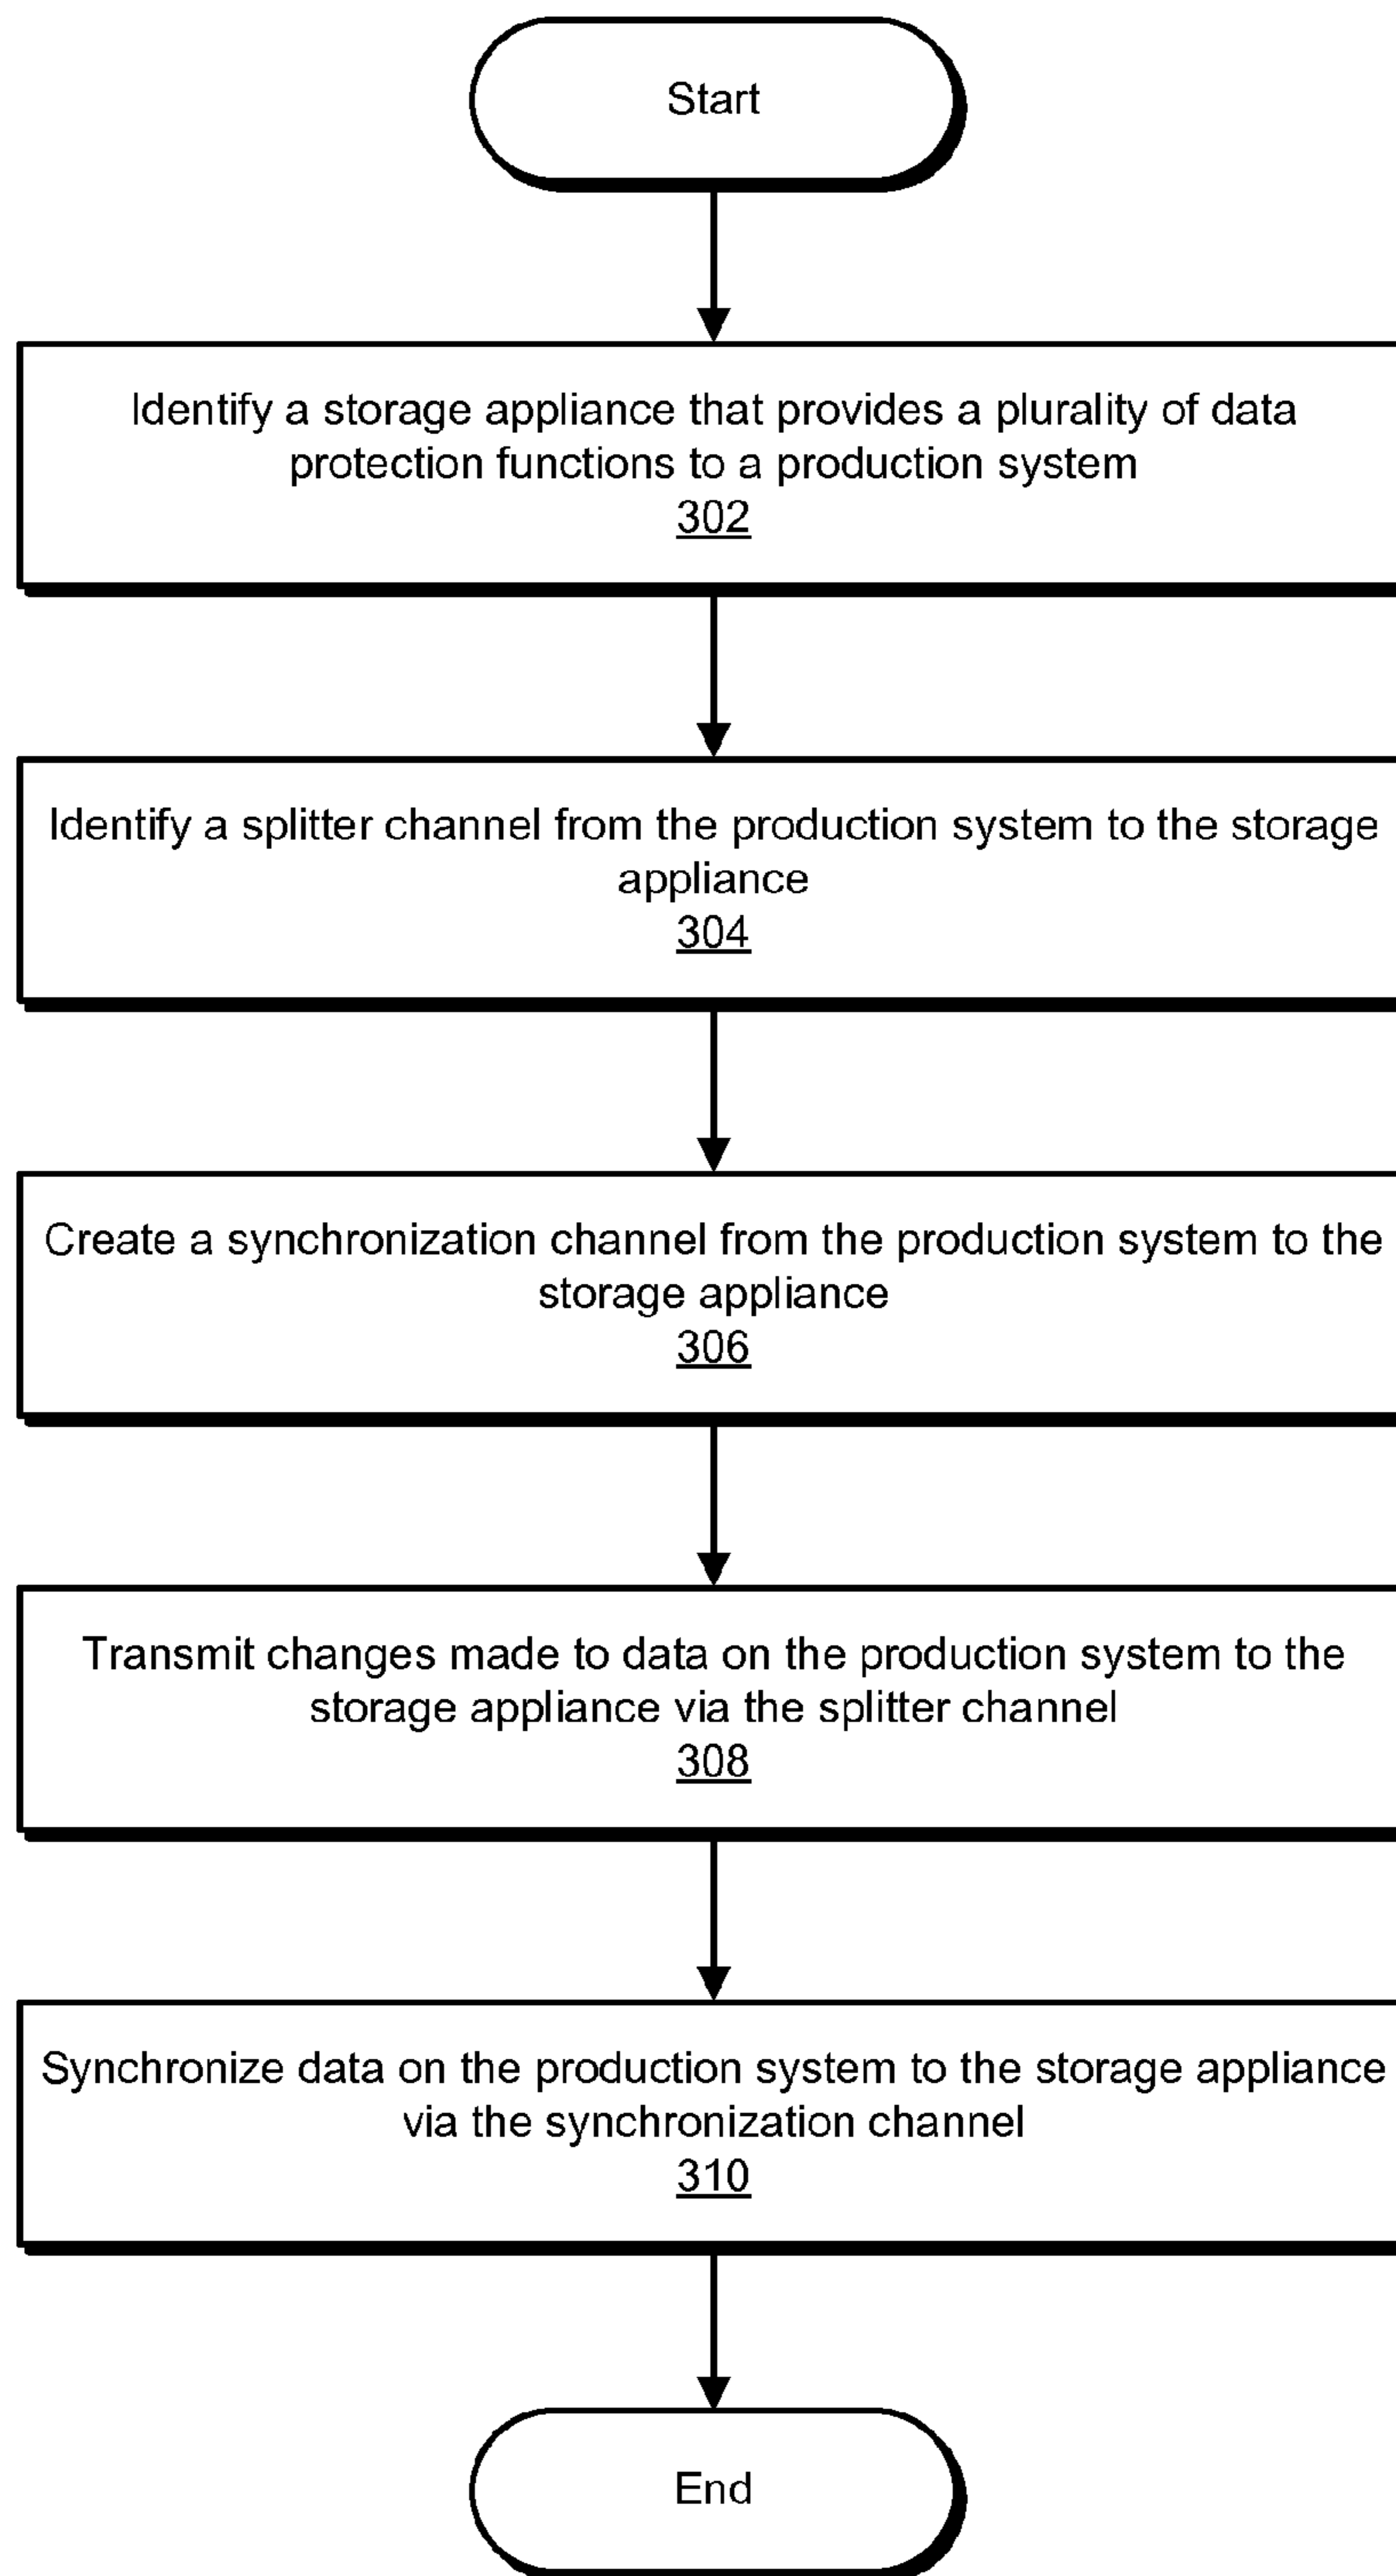 Start
Identify a storage appliance that provides a plurality of data
protection functions to a production system
302
Identify a splitter channel from the production system to the storage
appliance
304
Create a synchronization channel from the production system to the
storage appliance
306
Transmit changes made to data on the production system to the
storage appliance via the splitter channel
308
Synchronize data on the production system to the storage appliance
via the synchronization channel
310
End